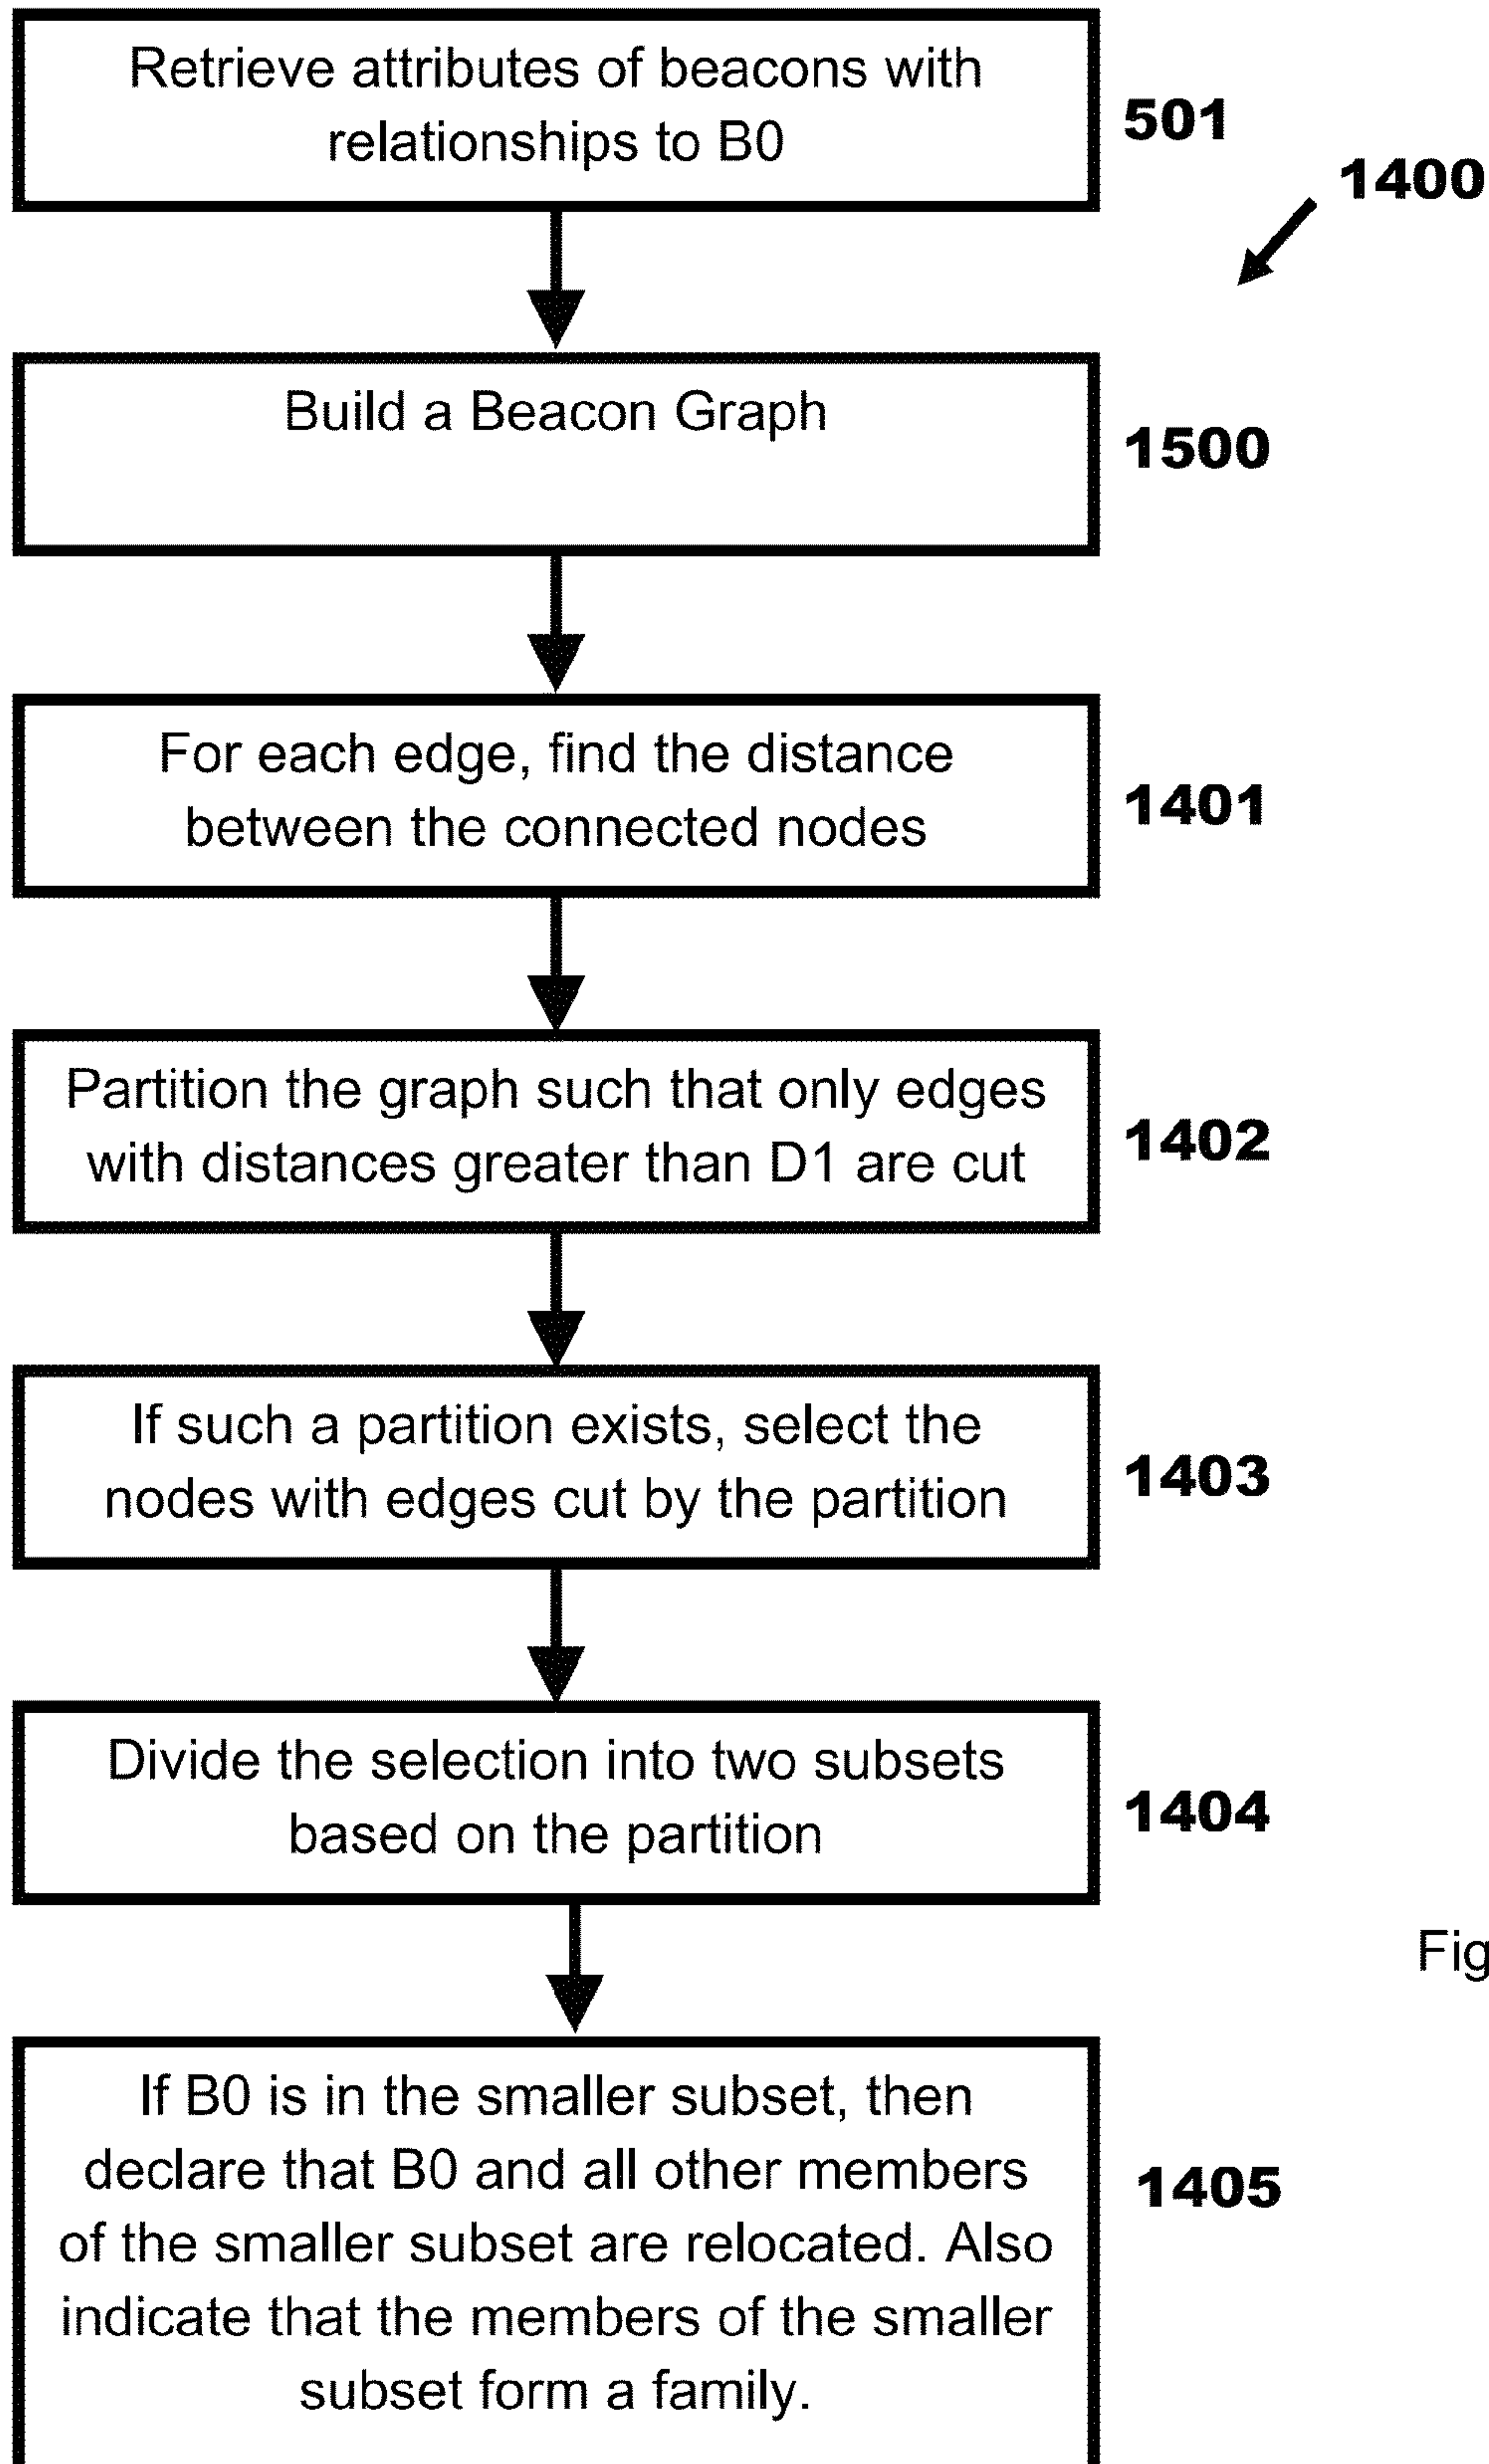 Retrieve attributes of beacons with
relationships to B0
501
1400
Build a Beacon Graph
1500
For each edge, find the distance
between the connected nodes
1401
Partition the graph such that only edges
with distances greater than D1 are cut
1402
If such a partition exists, select the
nodes with edges cut by the partition
1403
Divide the selection into two subsets
based on the partition
1404
Fig
If B0 is in the smaller subset, then
declare that B0 and all other members
of the smaller subset are relocated. Also
indicate that the members of the smaller
subset form a family.
1405